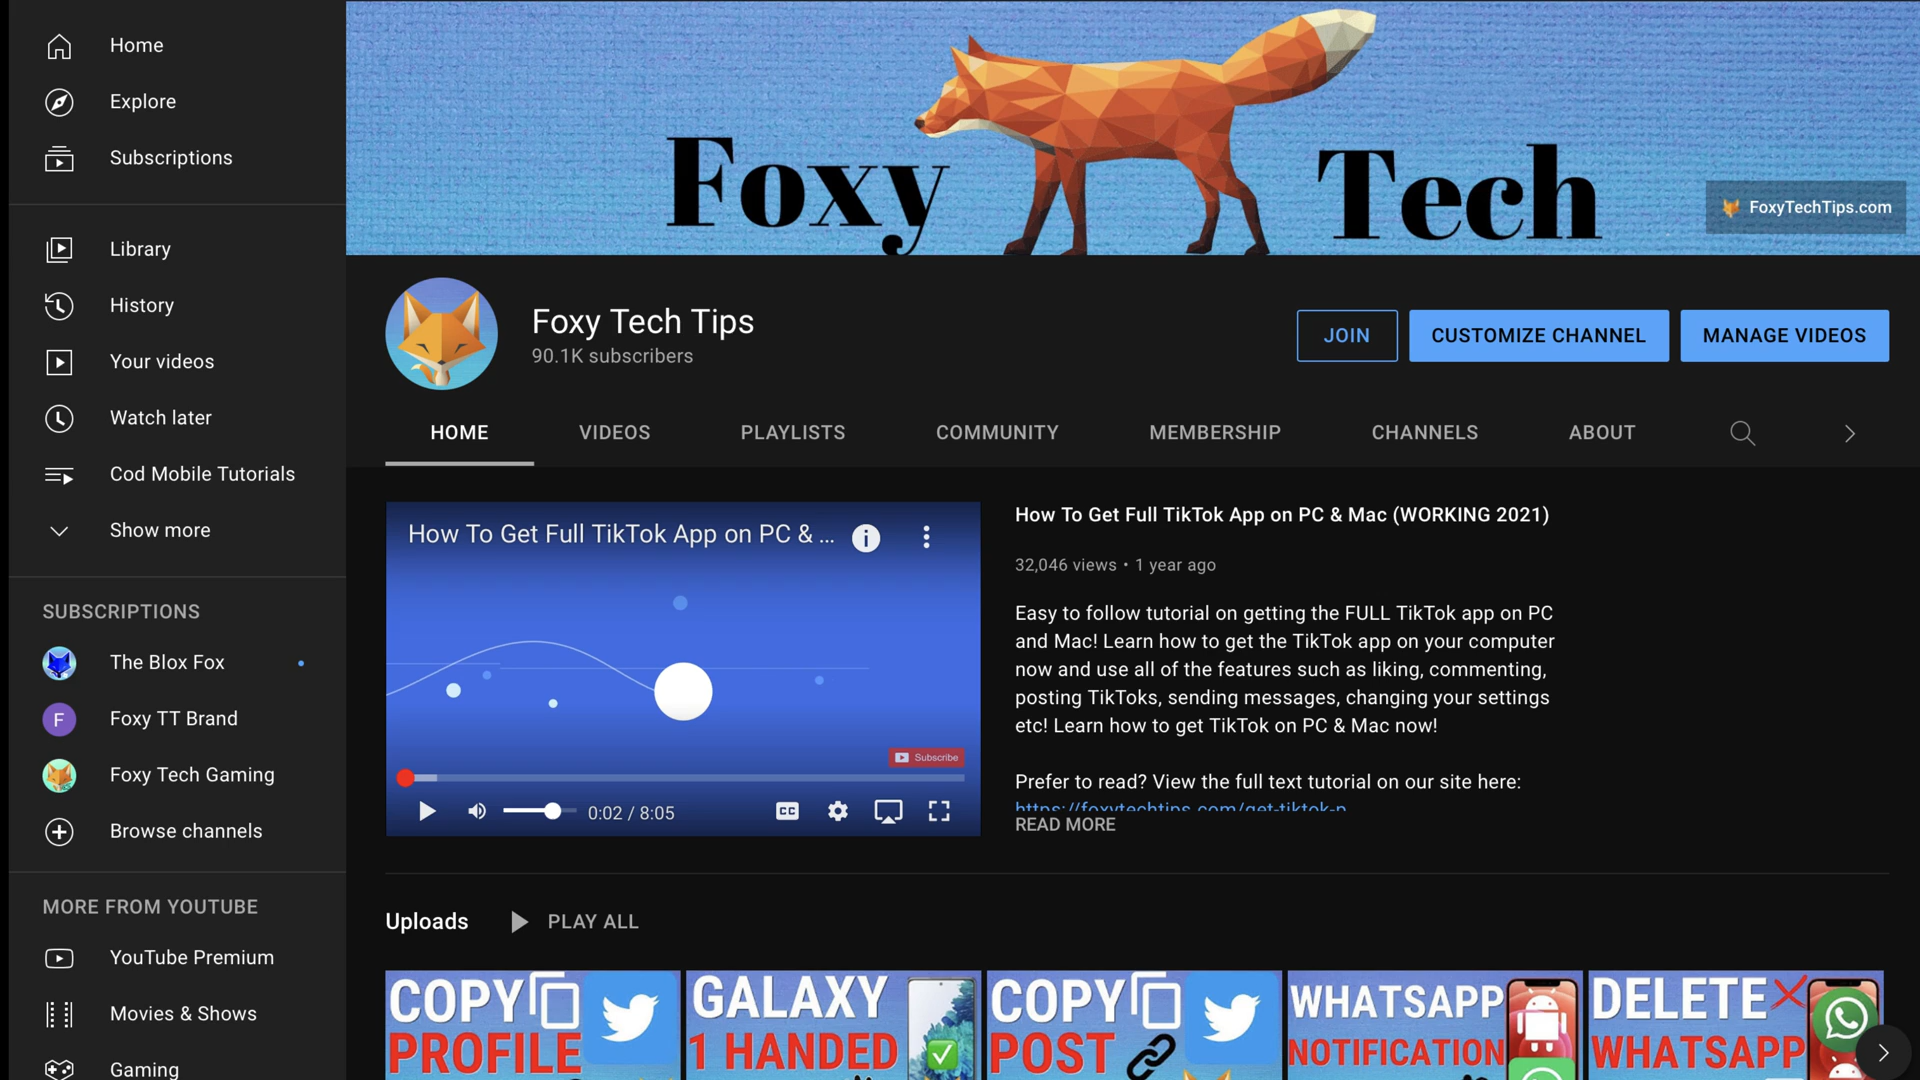 Home
Explore
Subscriptions
Library
History
Your videos
Watch later
Cod Mobile Tutorials
Show more
SUBSCRIPTIONS
The Blox Fox
F
Foxy TT Brand
Foxy Tech Gaming
Browse channels
MORE FROM YOUTUBE
YouTube Premium
Movies & Shows
Gaming
Foxy Tech
FoxyTechTips.com
Foxy Tech Tips
90.1K subscribers
JOIN
CUSTOMIZE CHANNEL
MANAGE VIDEOS
HOME VIDEOS PLAYLISTS COMMUNITY MEMBERSHIP CHANNELS ABOUT
How To Get Full TikTok App on PC & ...
Subscribe
0:02 / 8:05
CC
How To Get Full TikTok App on PC & Mac (WORKING 2021)
32,046 views • 1 year ago
Easy to follow tutorial on getting the FULL TikTok app on PC
and Mac! Learn how to get the TikTok app on your computer
now and use all of the features such as liking, commenting,
posting TikToks, sending messages, changing your settings
etc! Learn how to get TikTok on PC & Mac now!
Prefer to read? View the full text tutorial on our site here:
https://foxytechtips.com/get-tiktok-p
READ MORE
Uploads
PLAY ALL
COPY
PROFILE
GALAXY
1 HANDED
COPY
POST
WHATSAPP
NOTIFICATION
DELETE
WHATSAPP